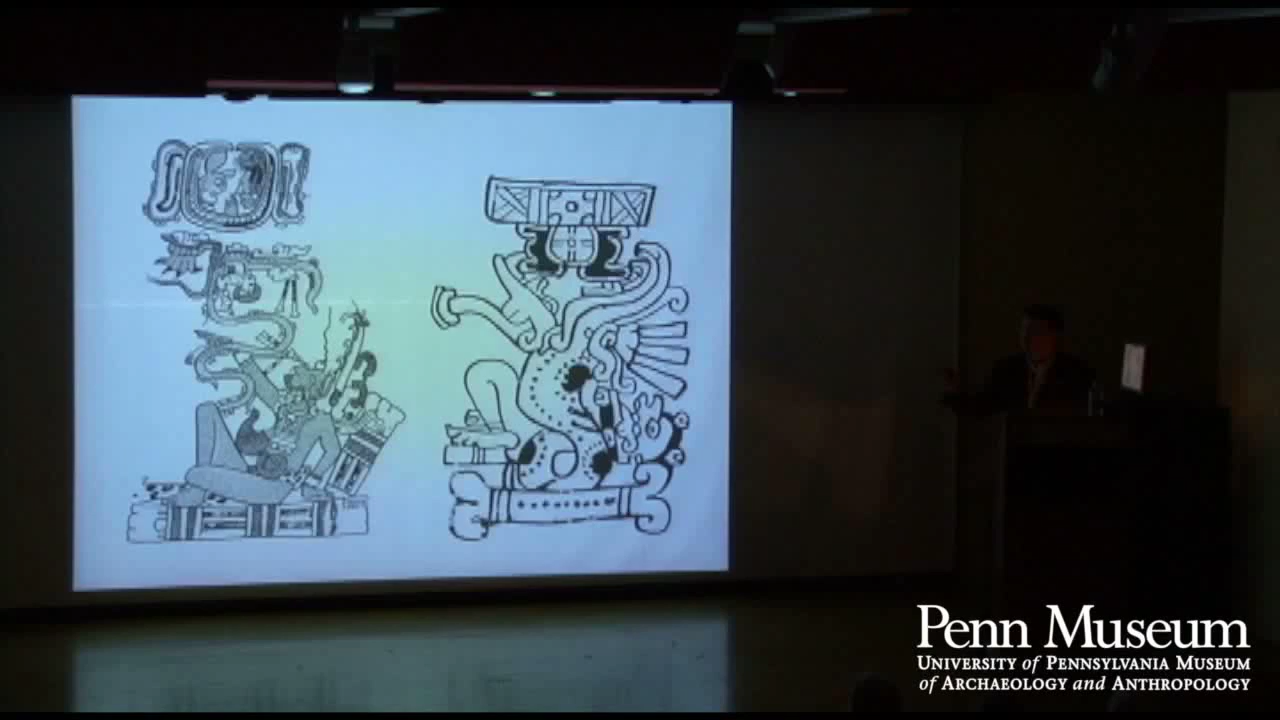 Penn Museum
UNIVERSITY of PENNSYLVANIA MUSEUM
of ARCHAEOLOGY and ANTHROPOLOGY